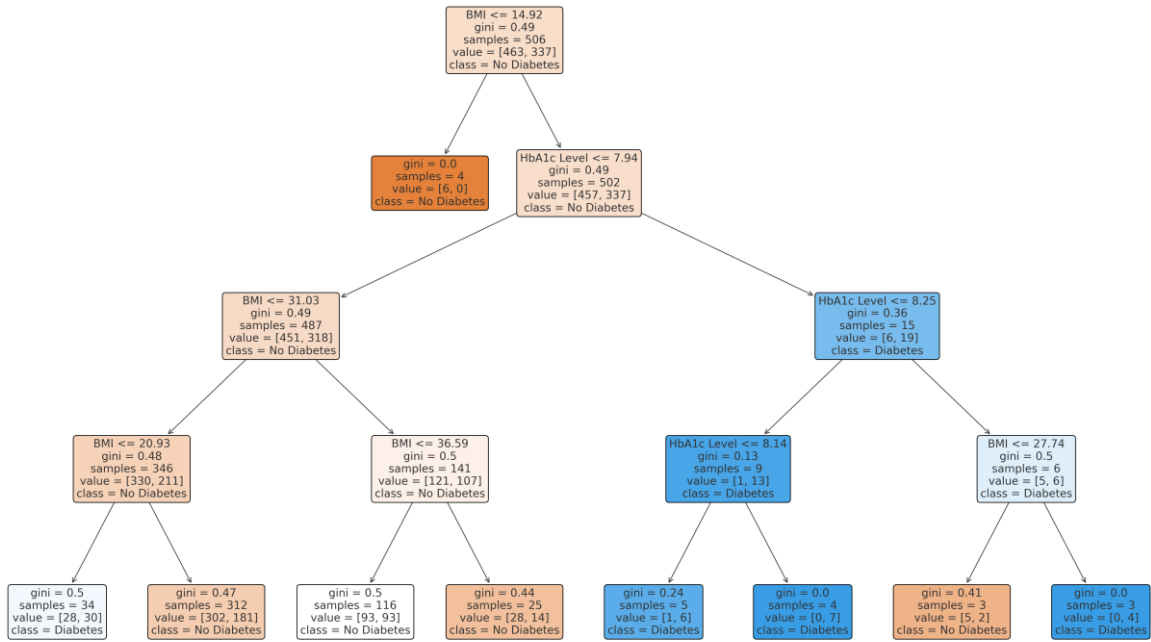 BMI <= 14.92
gini = 0.49
samples = 506
value = [463, 337]
class = No Diabetes
gini = 0.0
samples = 4
value = [6, 0]
class = No Diabetes
HbA1c Level <= 7.94
gini = 0.49
samples = 502
value = [457, 337]
class = No Diabetes
BMI <= 31.03
gini = 0.49
samples = 487
value = [451, 318]
class = No Diabetes
HbA1c Level <= 8.25
gini = 0.36
samples = 15
value = [6, 19]
class = Diabetes
BMI <= 20.93
gini = 0.48
samples = 346
value = [330, 211]
class = No Diabetes
BMI <= 36.59
gini = 0.5
samples = 141
value = [121, 107]
class = No Diabetes
HbA1c Level <= 8.14
gini = 0.13
samples = 9
value = [1, 13]
class = Diabetes
BMI <= 27.74
gini = 0.5
samples = 6
value = [5, 6]
class = Diabetes
gini = 0.5
samples = 34
value = [28, 30]
class = Diabetes
gini = 0.47
samples = 312
value = [302, 181]
class = No Diabetes
gini = 0.5
samples = 116
value = [93, 93]
class = No Diabetes
gini = 0.44
samples = 25
value = [28, 14]
class = No Diabetes
gini = 0.24
samples = 5
value = [1, 6]
class = Diabetes
gini = 0.0
samples = 4
value = [0, 7]
class = Diabetes
gini = 0.41
samples = 3
value = [5, 2]
class = No Diabetes
gini = 0.0
samples = 3
value = [0, 4]
class = Diabetes